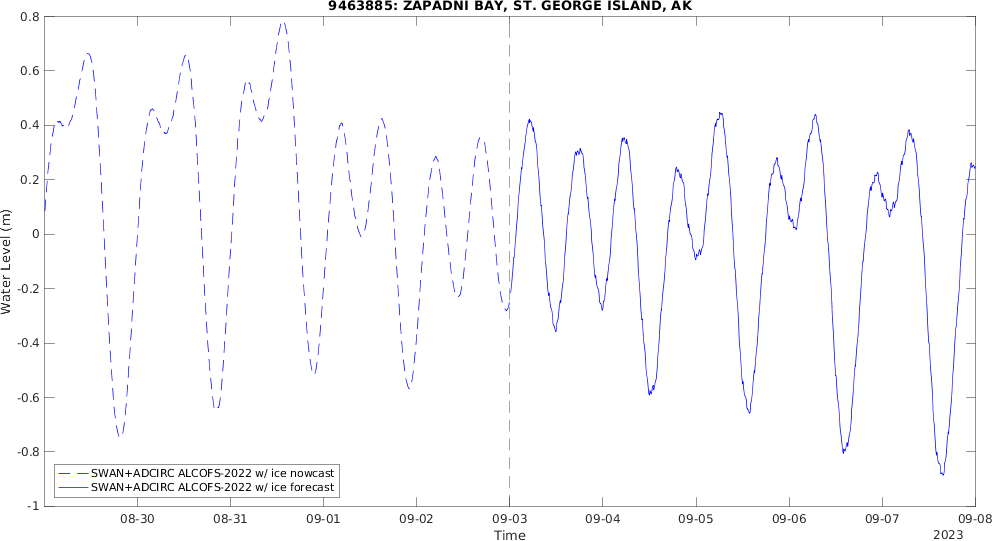 9463885: ZAPADNI BAY, ST. GEORGE ISLAND, AK
0.8
0.6
0.4
0.2
0
-0.2
-0.4
-0.6
-0.8
-1
Water Level (m)
SWAN+ADCIRC ALCOFS-2022 w/ ice nowcast
SWAN+ADCIRC ALCOFS-2022 w/ ice forecast
08-30 08-31 09-01 09-02 09-03 09-04 09-05 09-06 09-07 09-08
Time
2023